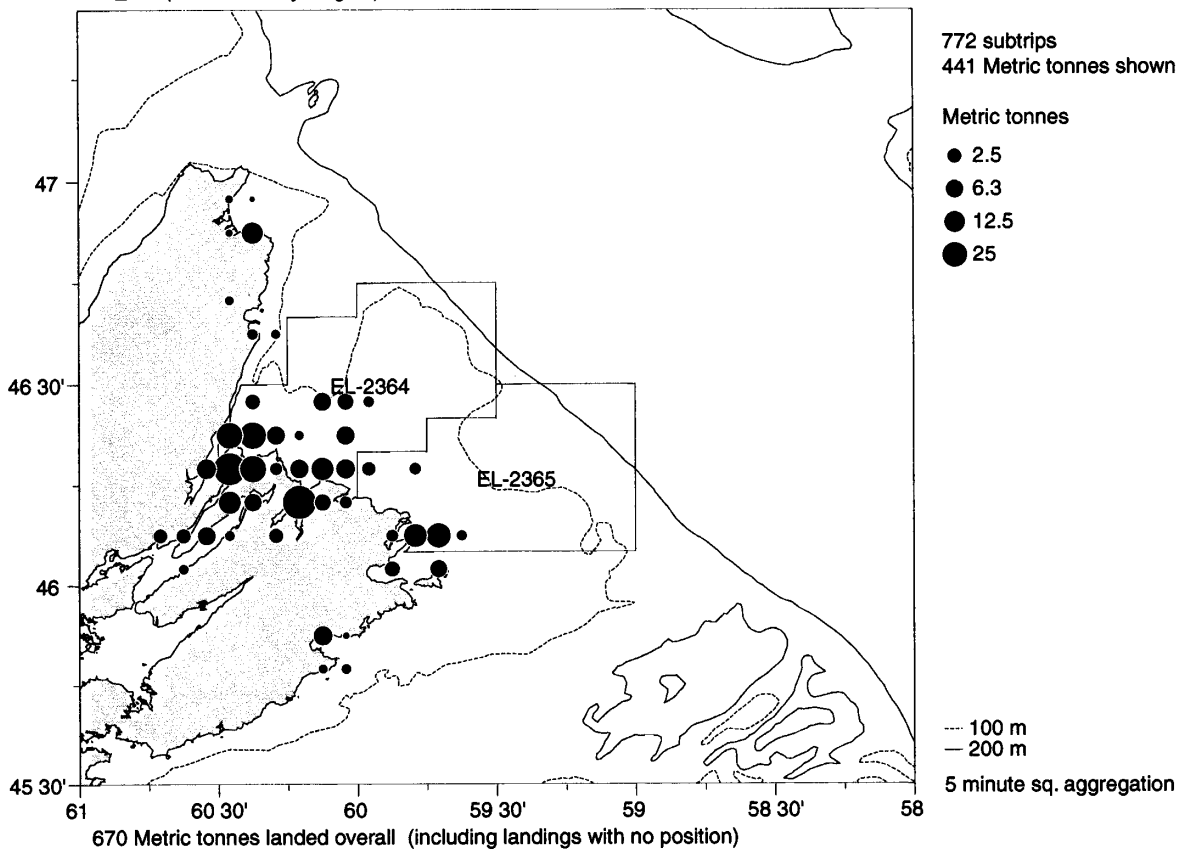 772 subtrips
441 Metric tonnes shown
Metric tonnes
2.5
6.3
12.5
25
47
46 30'
46
45 30'
EL-2364
EL-2365
100 m
200 m
5 minute sq. aggregation
61
60 30'
60
59 30'
59
58 30'
58
670 Metric tonnes landed overall (including landings with no position)